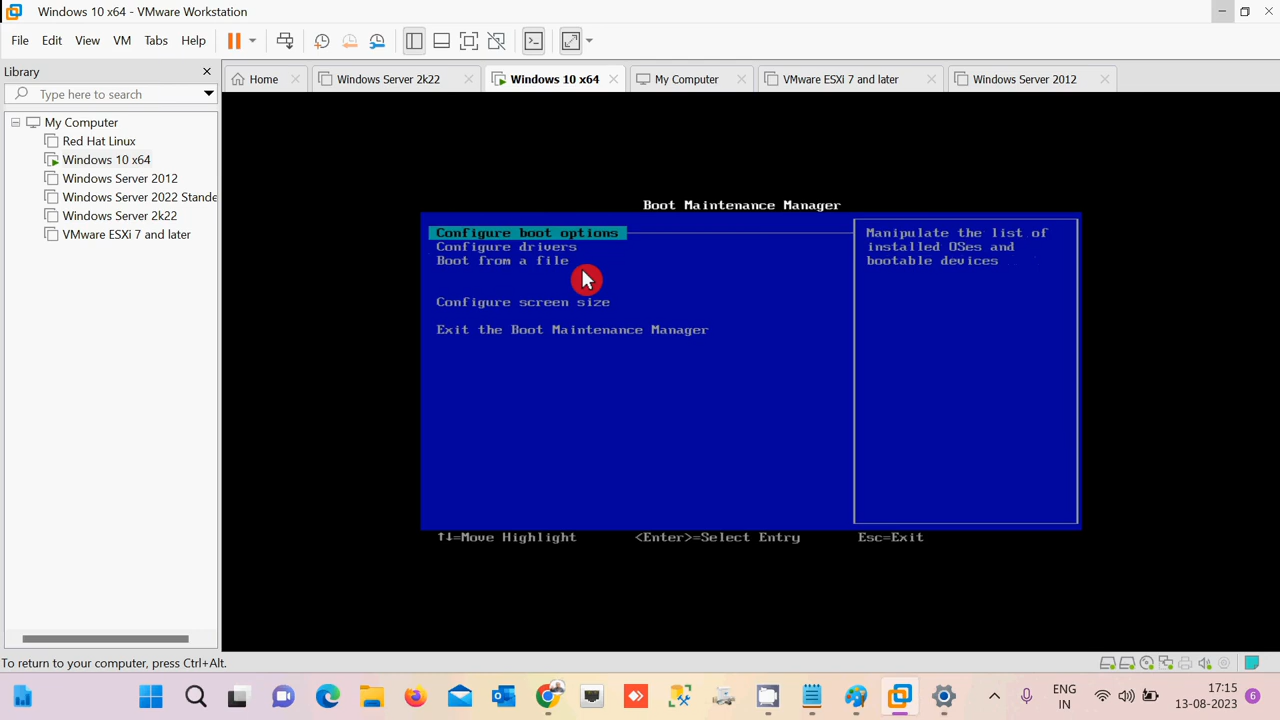 Windows 10 x64 - VMware Workstation
File Edit View VM Tabs Help
Library
Type here to search
My Computer
Red Hat Linux
Windows 10 x64
Windows Server 2012
Windows Server 2022 Stande
Windows Server 2k22
VMware ESXi 7 and later
Home
Windows Server 2k22
Windows 10 x64
My Computer
VMware ESXi 7 and later
Windows Server 2012
Boot Maintenance Manager
Configure boot options
Configure drivers
Boot from a file
Configure screen size
Exit the Boot Maintenance Manager
Manipulate the list of
installed OSes and
bootable devices
↑↓=Move Highlight <Enter>=Select Entry Esc=Exit
To return to your computer, press Ctrl+Alt.
ENG
IN
17:15
13-08-2023
6